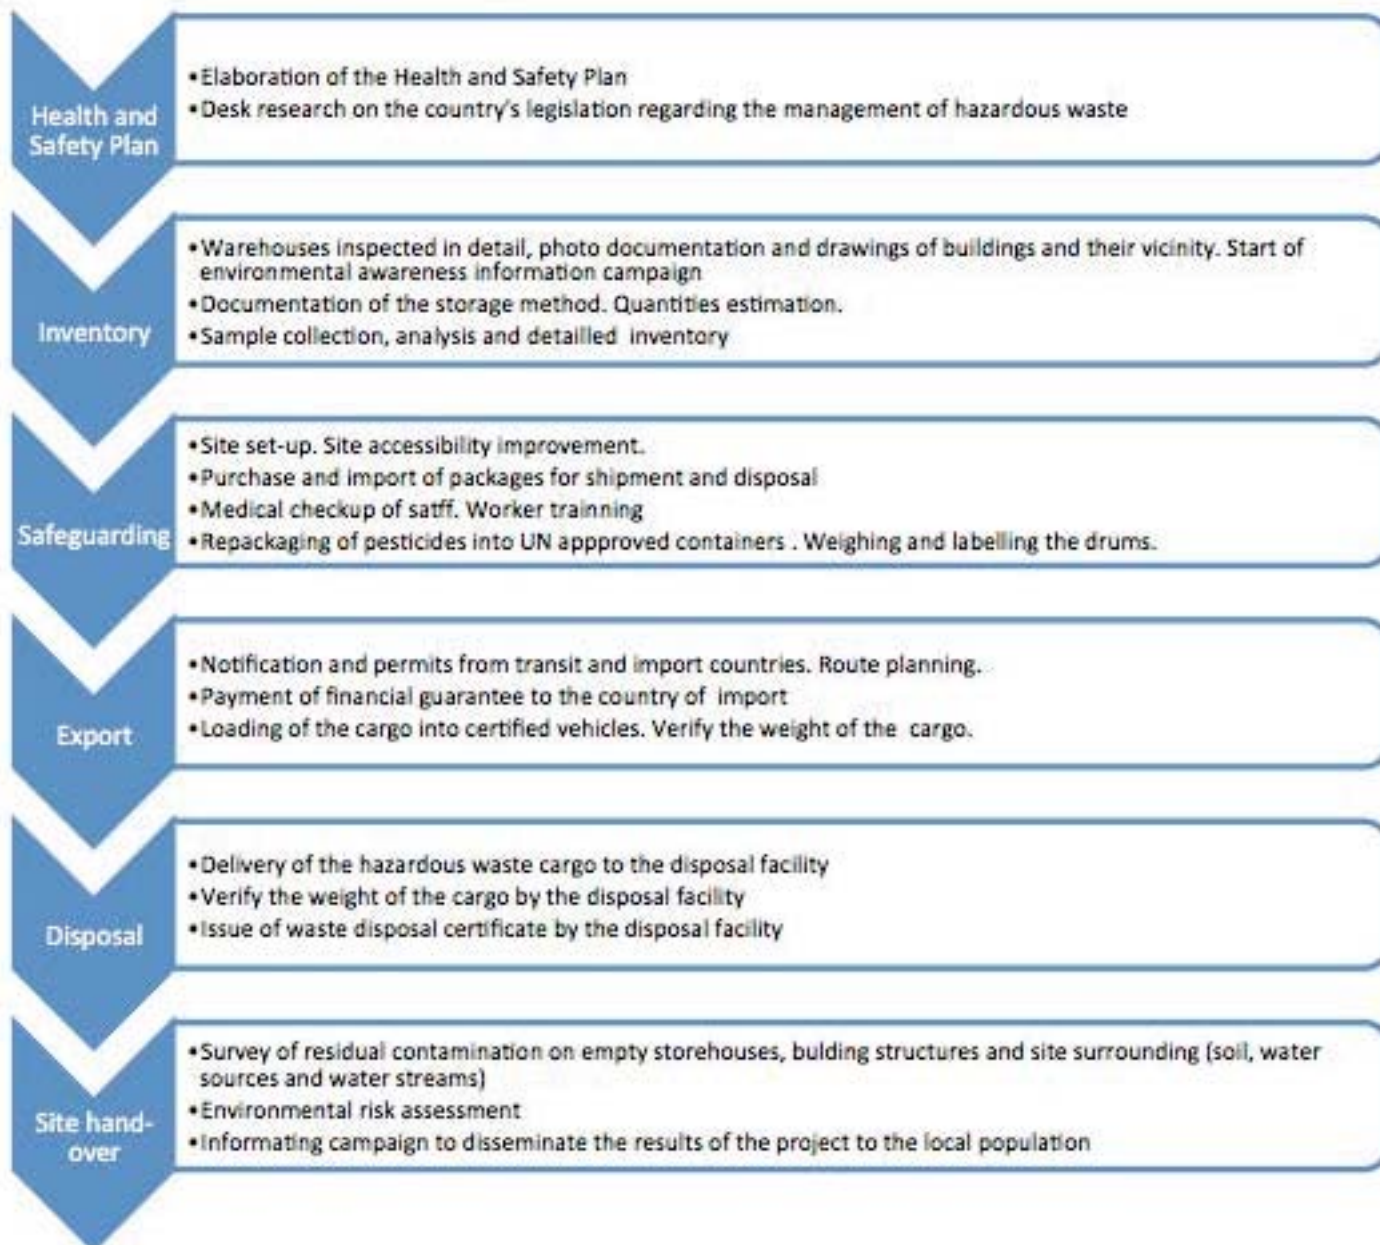 Health and
Safety Plan
•Elaboration of the Health and Safety Plan
•Desk research on the country's legislation regarding the management of hazardous waste
Inventory
•Warehouses inspected in detail, photo documentation and drawings of buildings and their vicinity. Start of
environmental awareness information campaign
•Documentation of the storage method. Quantities estimation.
•Sample collection, analysis and detailled  inventory
Safeguarding
•Site set-up. Site accessibility improvement.
•Purchase and import of packages for shipment and disposal
•Medical checkup of satff. Worker trainning
•Repackaging of pesticides into UN appproved containers . Weighing and labelling the drums.
Export
•Notification and permits from transit and import countries. Route planning.
•Payment of financial guarantee to the country of  import
•Loading of the cargo into certified vehicles. Verify the weight of the  cargo.
Disposal
•Delivery of the hazardous waste cargo to the disposal facility
•Verify the weight of the cargo by the disposal facility
•Issue of waste disposal certificate by the disposal facility
Site hand-
over
•Survey of residual contamination on empty storehouses, bulding structures and site surrounding (soil, water
sources and water streams)
•Environmental risk assessment
•Informating campaign to disseminate the results of the project to the local population